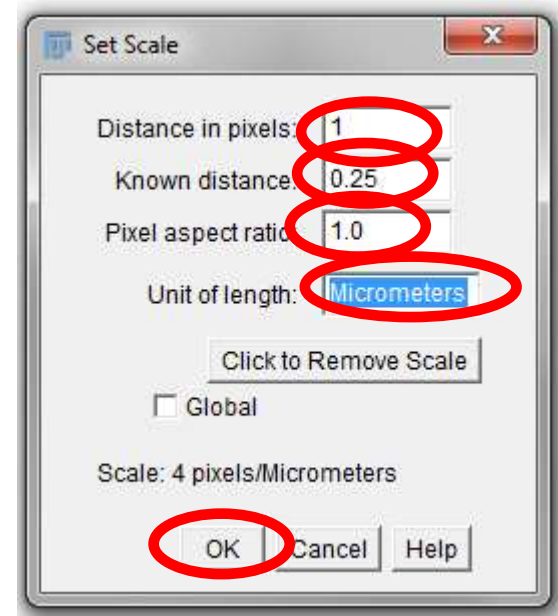 Set Scale
Distance in pixels: 1
Known distance: 0.25
Pixel aspect ratio: 1.0
Unit of length: Micrometers
Click to Remove Scale
Global
Scale: 4 pixels/Micrometers
OK Cancel Help